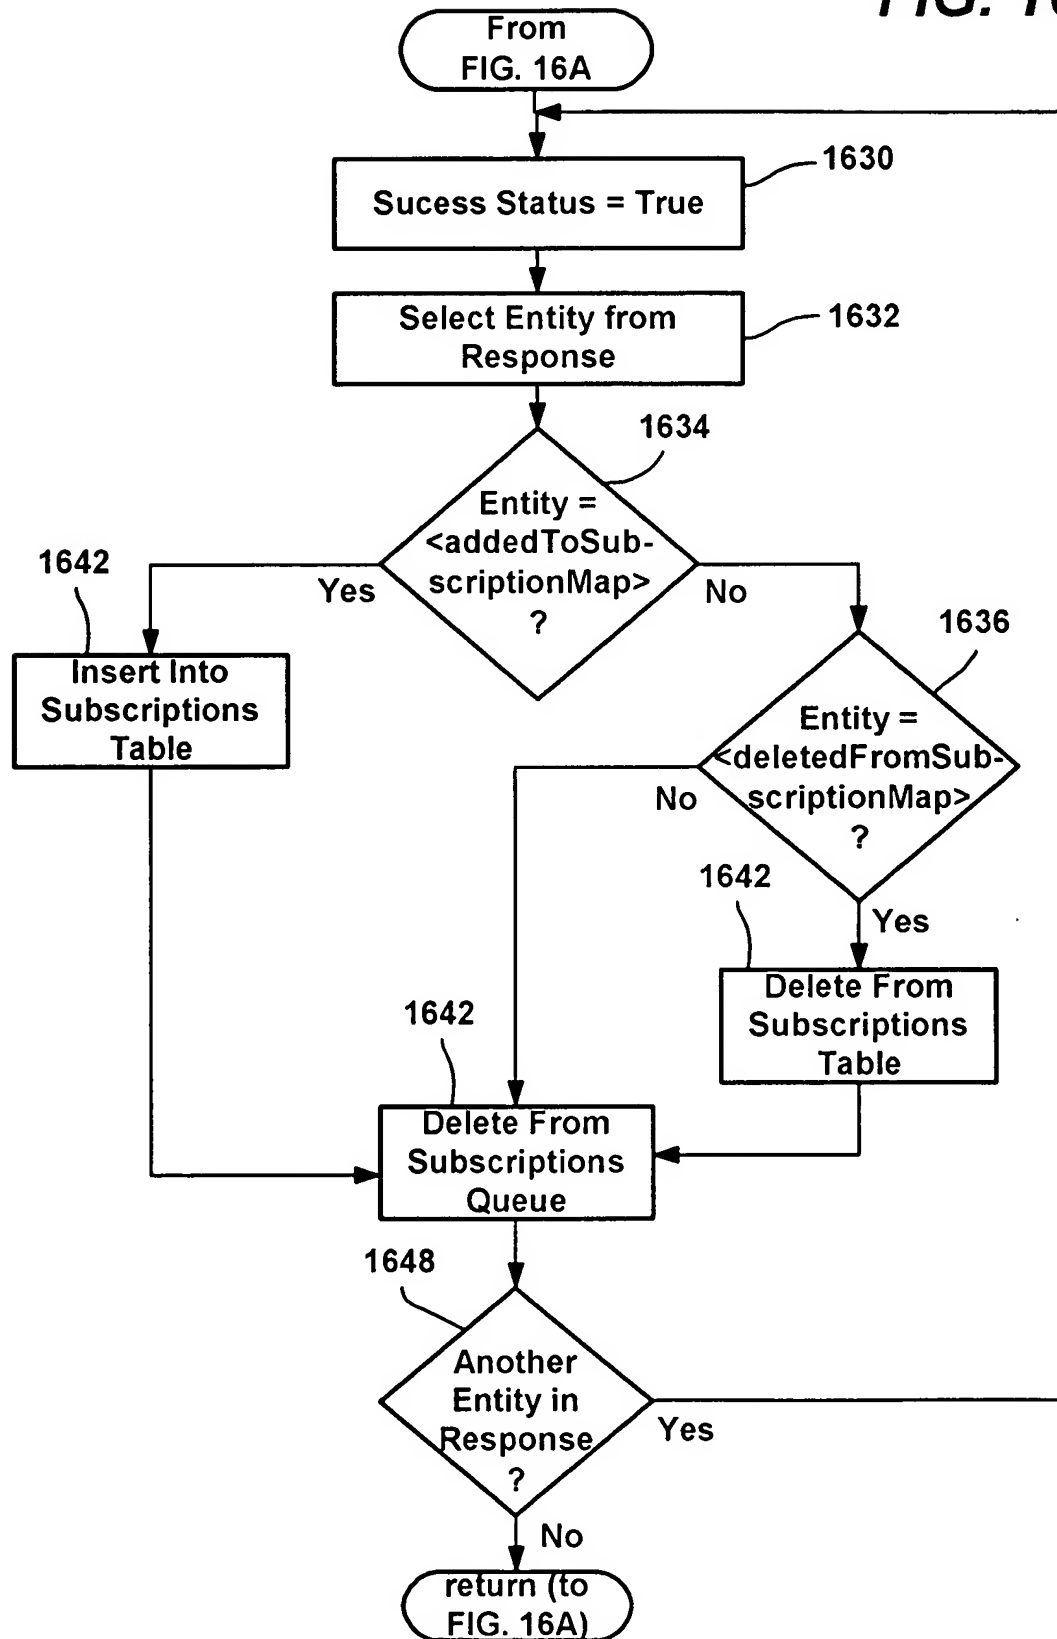 FIG. 16
From
FIG. 16A
1630
Sucess Status = True
Select Entity from
Response
1632
1634
Entity =
<addedToSub-
scriptionMap>
?
Yes
No
1642
Insert Into
Subscriptions
Table
1636
Entity =
<deletedFromSub-
scriptionMap>
?
No
Yes
1642
Delete From
Subscriptions
Table
1642
Delete From
Subscriptions
Queue
1648
Another
Entity in
Response
?
Yes
No
return (to
FIG. 16A)